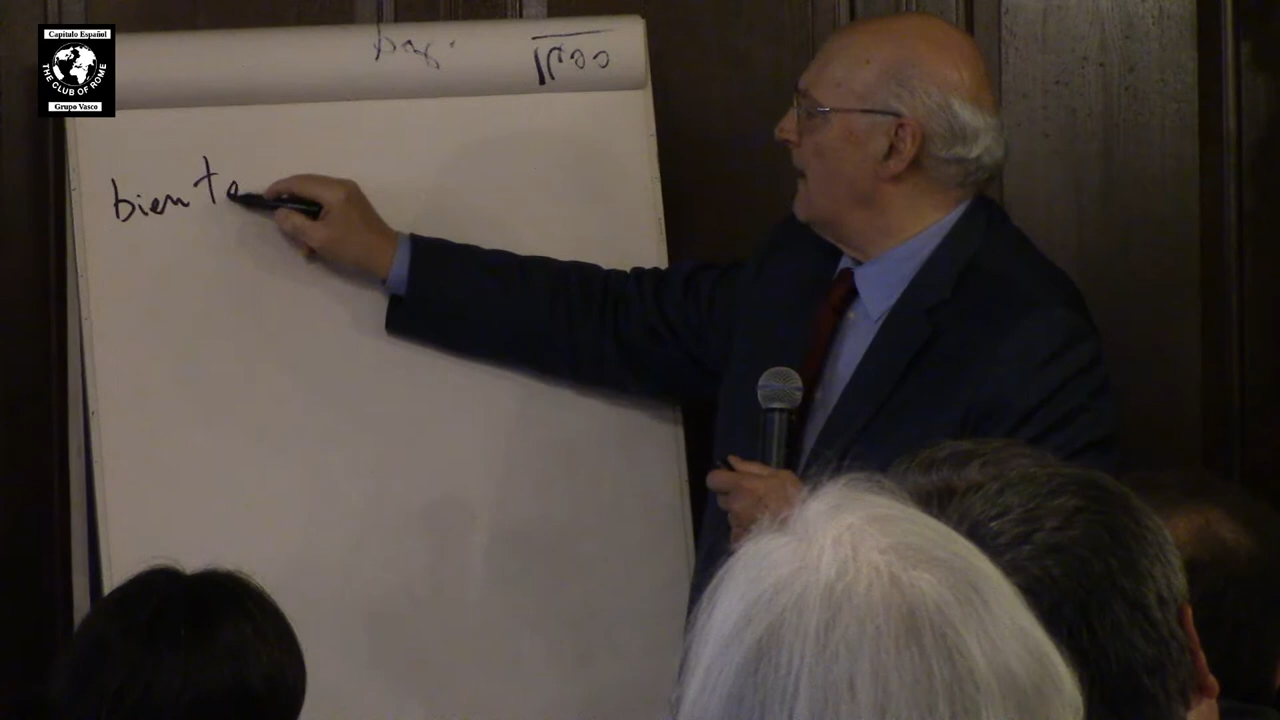 Capítulo Español
THE CLUB OF ROME
Grupo Vasco
bien te